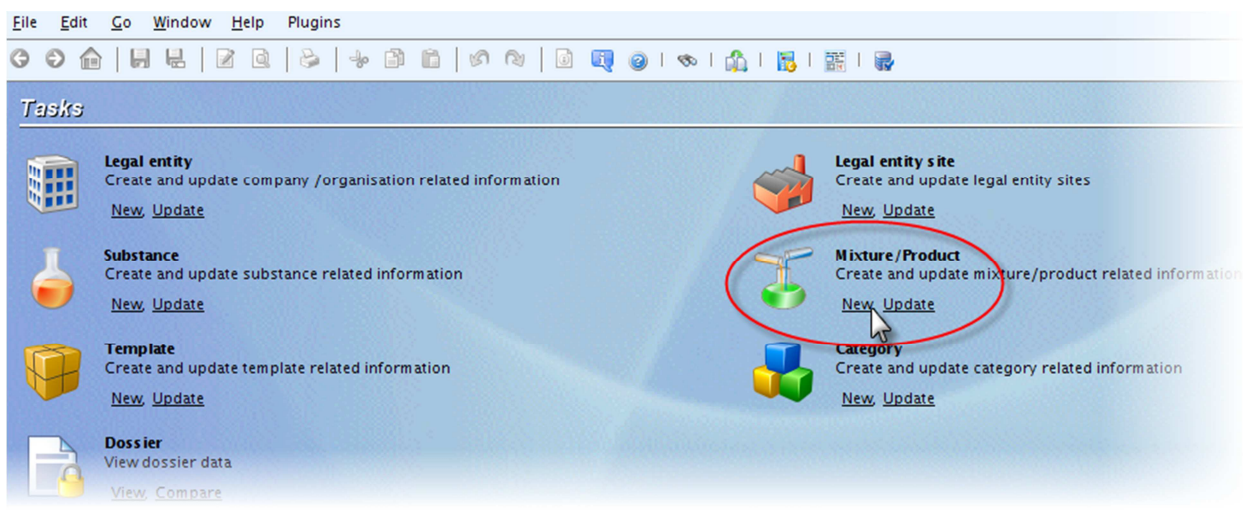 File Edit Go Window Help Plugins
Tasks
Legal entity
Create and update company /organisation related information
New, Update
Legal entity site
Create and update legal entity sites
New, Update
Substance
Create and update substance related information
New, Update
Mixture/Product
Create and update mixture/product related information
New, Update
Template
Create and update template related information
New, Update
Category
Create and update category related information
New, Update
Dossier
View dossier data
View, Compare